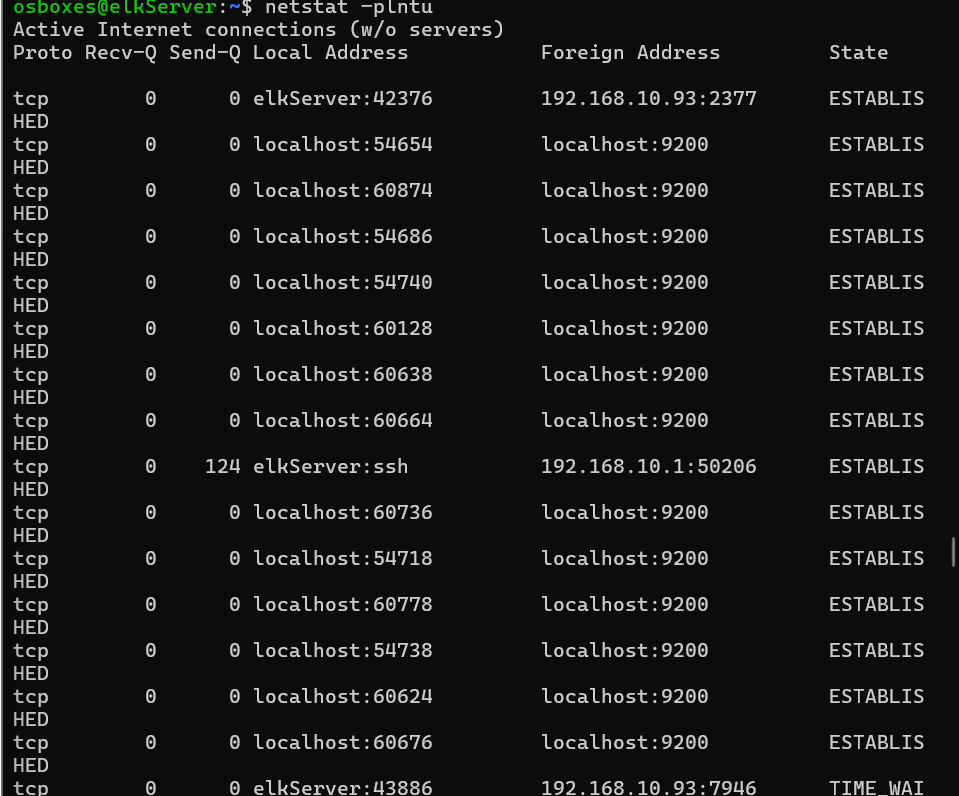 osboxes@elkServer:~$ netstat –plntu
Active Internet connections (w/o servers)
Proto Recv-Q Send-Q Local Address           Foreign Address         State
tcp        0      0 elkServer:42376         192.168.10.93:2377      ESTABLIS
HED
tcp        0      0 localhost:54654         localhost:9200          ESTABLIS
HED
tcp        0      0 localhost:60874         localhost:9200          ESTABLIS
HED
tcp        0      0 localhost:54686         localhost:9200          ESTABLIS
HED
tcp        0      0 localhost:54740         localhost:9200          ESTABLIS
HED
tcp        0      0 localhost:60128         localhost:9200          ESTABLIS
HED
tcp        0      0 localhost:60638         localhost:9200          ESTABLIS
HED
tcp        0      0 localhost:60664         localhost:9200          ESTABLIS
HED
tcp        0    124 elkServer:ssh           192.168.10.1:50206      ESTABLIS
HED
tcp        0      0 localhost:60736         localhost:9200          ESTABLIS
HED
tcp        0      0 localhost:54718         localhost:9200          ESTABLIS
HED
tcp        0      0 localhost:60778         localhost:9200          ESTABLIS
HED
tcp        0      0 localhost:54738         localhost:9200          ESTABLIS
HED
tcp        0      0 localhost:60624         localhost:9200          ESTABLIS
HED
tcp        0      0 localhost:60676         localhost:9200          ESTABLIS
HED
tcp        0      0 elkServer:43886         192.168.10.93:7946      TIME_WAI